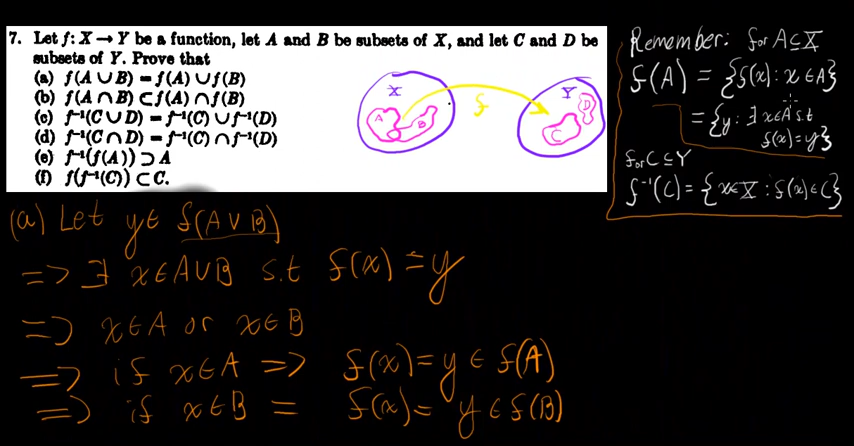 7. Let f: X → Y be a function, let A and B be subsets of X, and let C and D be
subsets of Y. Prove that
(a) f(A ∪ B) = f(A) ∪ f(B)
(b) f(A ∩ B) ⊂ f(A) ∩ f(B)
(c) f⁻¹(C ∪ D) = f⁻¹(C) ∪ f⁻¹(D)
(d) f⁻¹(C ∩ D) = f⁻¹(C) ∩ f⁻¹(D)
(e) f⁻¹(f(A)) ⊃ A
(f) f(f⁻¹(C)) ⊂ C.
X
A
B
f
Y
D
C
Remember: for A ⊆ X
f(A) = {f(x) : x ∈ A}
= {y : ∃ x ∈ A s.t
f(x) = y}
for C ⊆ Y
f⁻¹(C) = {x ∈ X : f(x) ∈ C}
(a) Let y ∈ f(A ∪ B)
=> ∃ x ∈ A ∪ B s.t f(x) = y
=> x ∈ A or x ∈ B
=> if x ∈ A => f(x) = y ∈ f(A)
=> if x ∈ B = f(x) = y ∈ f(B)